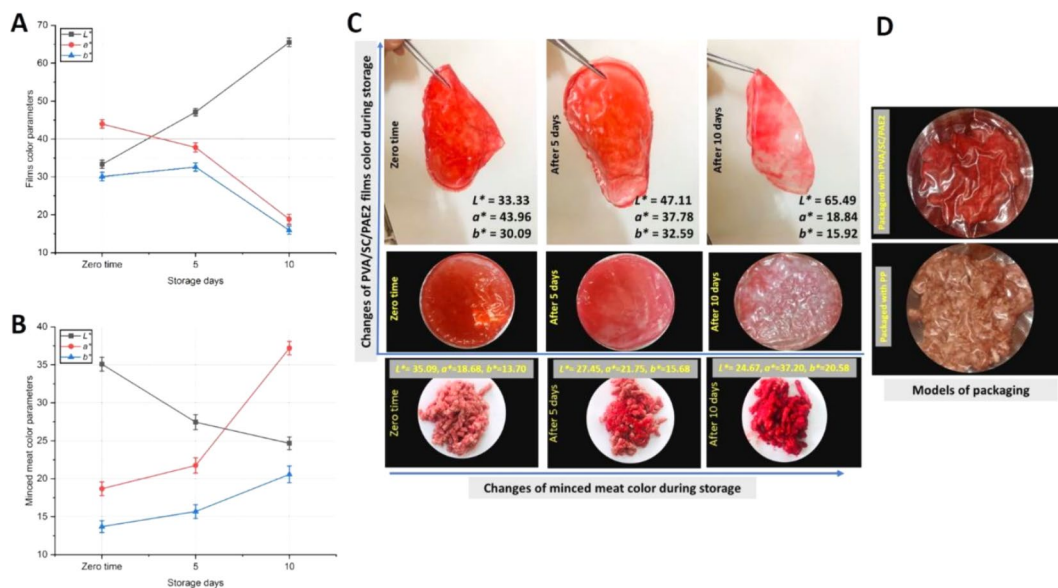 A
L*
a*
b*
Films color parameters
70
60
50
40
30
20
10
Zero time
5
10
Storage days
B
L*
a*
b*
Minced meat color parameters
40
35
30
25
20
15
10
Zero time
5
10
Storage days
C
Changes of PVA/SC/PAE2 films color during storage
Zero time
L* = 33.33
a* = 43.96
b* = 30.09
After 5 days
L* = 47.11
a* = 37.78
b* = 32.59
After 10 days
L* = 65.49
a* = 18.84
b* = 15.92
Zero time
After 5 days
After 10 days
L*= 35.09, a*=18.68, b*=13.70
L*= 27.45, a*=21.75, b*=15.68
L*= 24.67, a*=37.20, b*=20.58
Zero time
After 5 days
After 10 days
Changes of minced meat color during storage
D
Packaged with PVA/SC/PAE2
Packaged with PP
Models of packaging